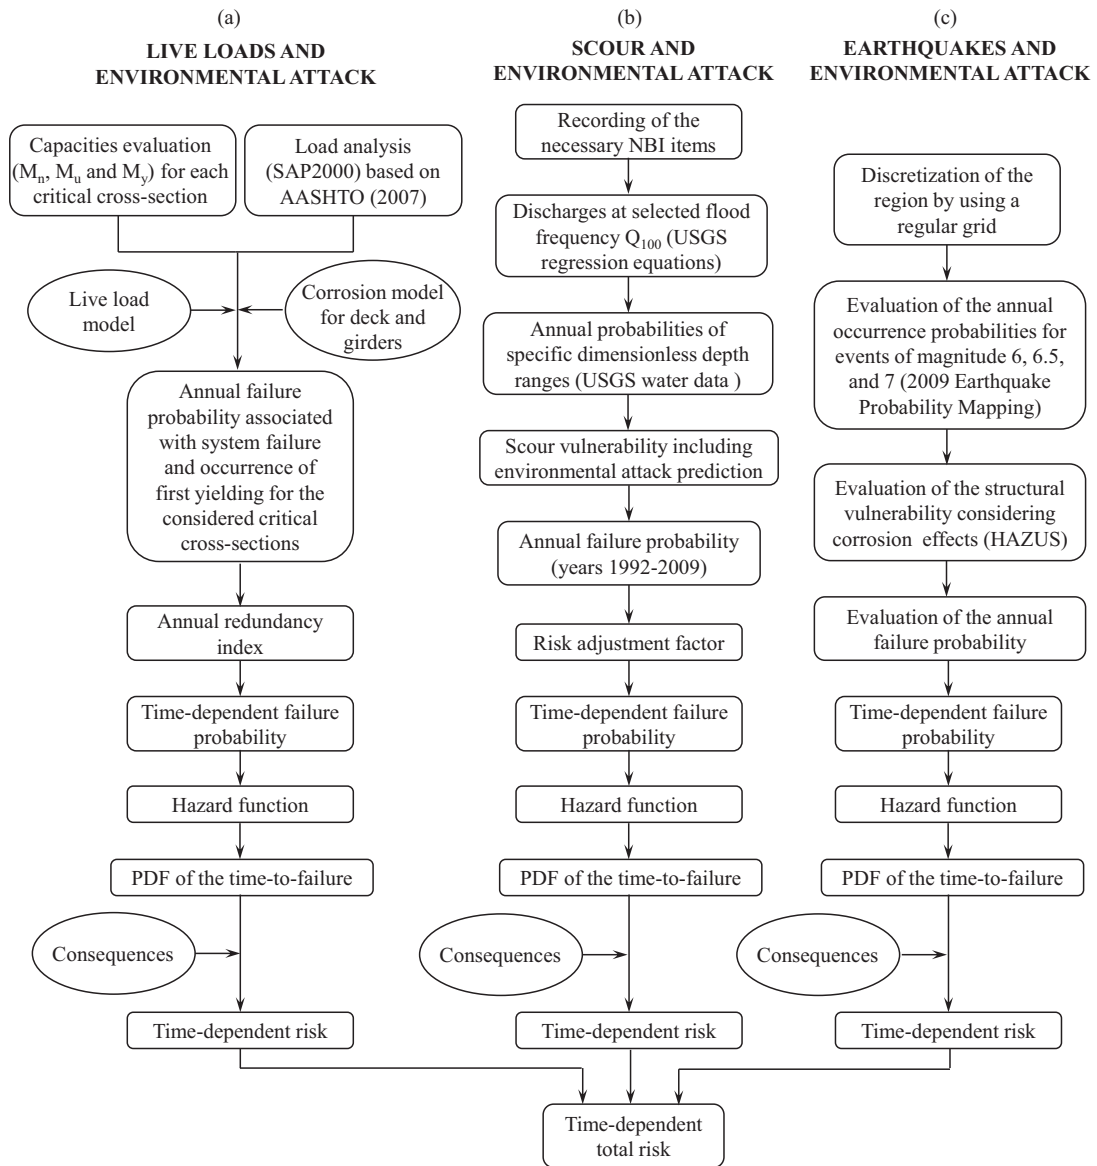 (a)
LIVE LOADS AND
ENVIRONMENTAL ATTACK
Capacities evaluation
(Mn, Mu and My) for each
critical cross-section
Load analysis
(SAP2000) based on
AASHTO (2007)
Live load
model
Corrosion model
for deck and
girders
Annual failure
probability associated
with system failure
and occurrence of
first yielding for the
considered critical
cross-sections
Annual redundancy
index
Time-dependent failure
probability
Hazard function
PDF of the time-to-failure
Consequences
Time-dependent risk
(b)
SCOUR AND
ENVIRONMENTAL ATTACK
Recording of the
necessary NBI items
Discharges at selected flood
frequency Q100 (USGS
regression equations)
Annual probabilities of
specific dimensionless depth
ranges (USGS water data )
Scour vulnerability including
environmental attack prediction
Annual failure probability
(years 1992-2009)
Risk adjustment factor
Time-dependent failure
probability
Hazard function
PDF of the time-to-failure
Consequences
Time-dependent risk
(c)
EARTHQUAKES AND
ENVIRONMENTAL ATTACK
Discretization of the
region by using a
regular grid
Evaluation of the annual
occurrence probabilities for
events of magnitude 6, 6.5,
and 7 (2009 Earthquake
Probability Mapping)
Evaluation of the structural
vulnerability considering
corrosion effects (HAZUS)
Evaluation of the annual
failure probability
Time-dependent failure
probability
Hazard function
PDF of the time-to-failure
Consequences
Time-dependent risk
Time-dependent
total risk